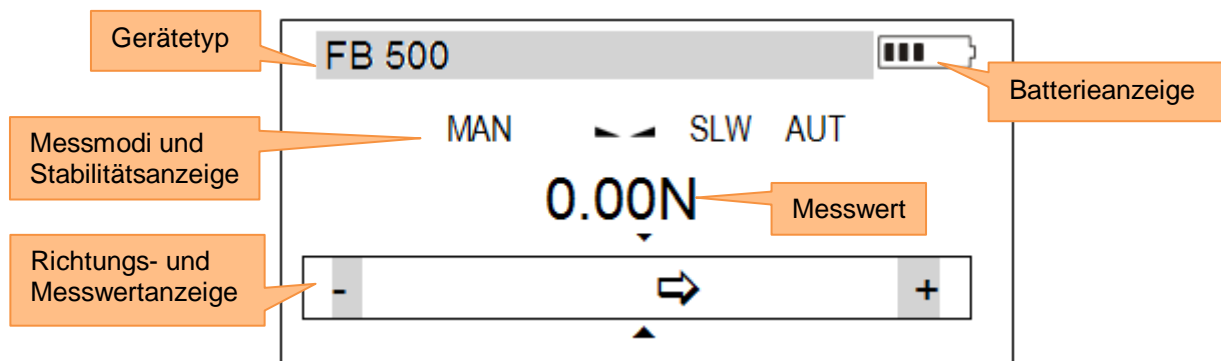 Gerätetyp
FB 500
Batterieanzeige
Messmodi und
Stabilitätsanzeige
MAN SLW AUT
0.00N
Messwert
Richtungs- und
Messwertanzeige
- +